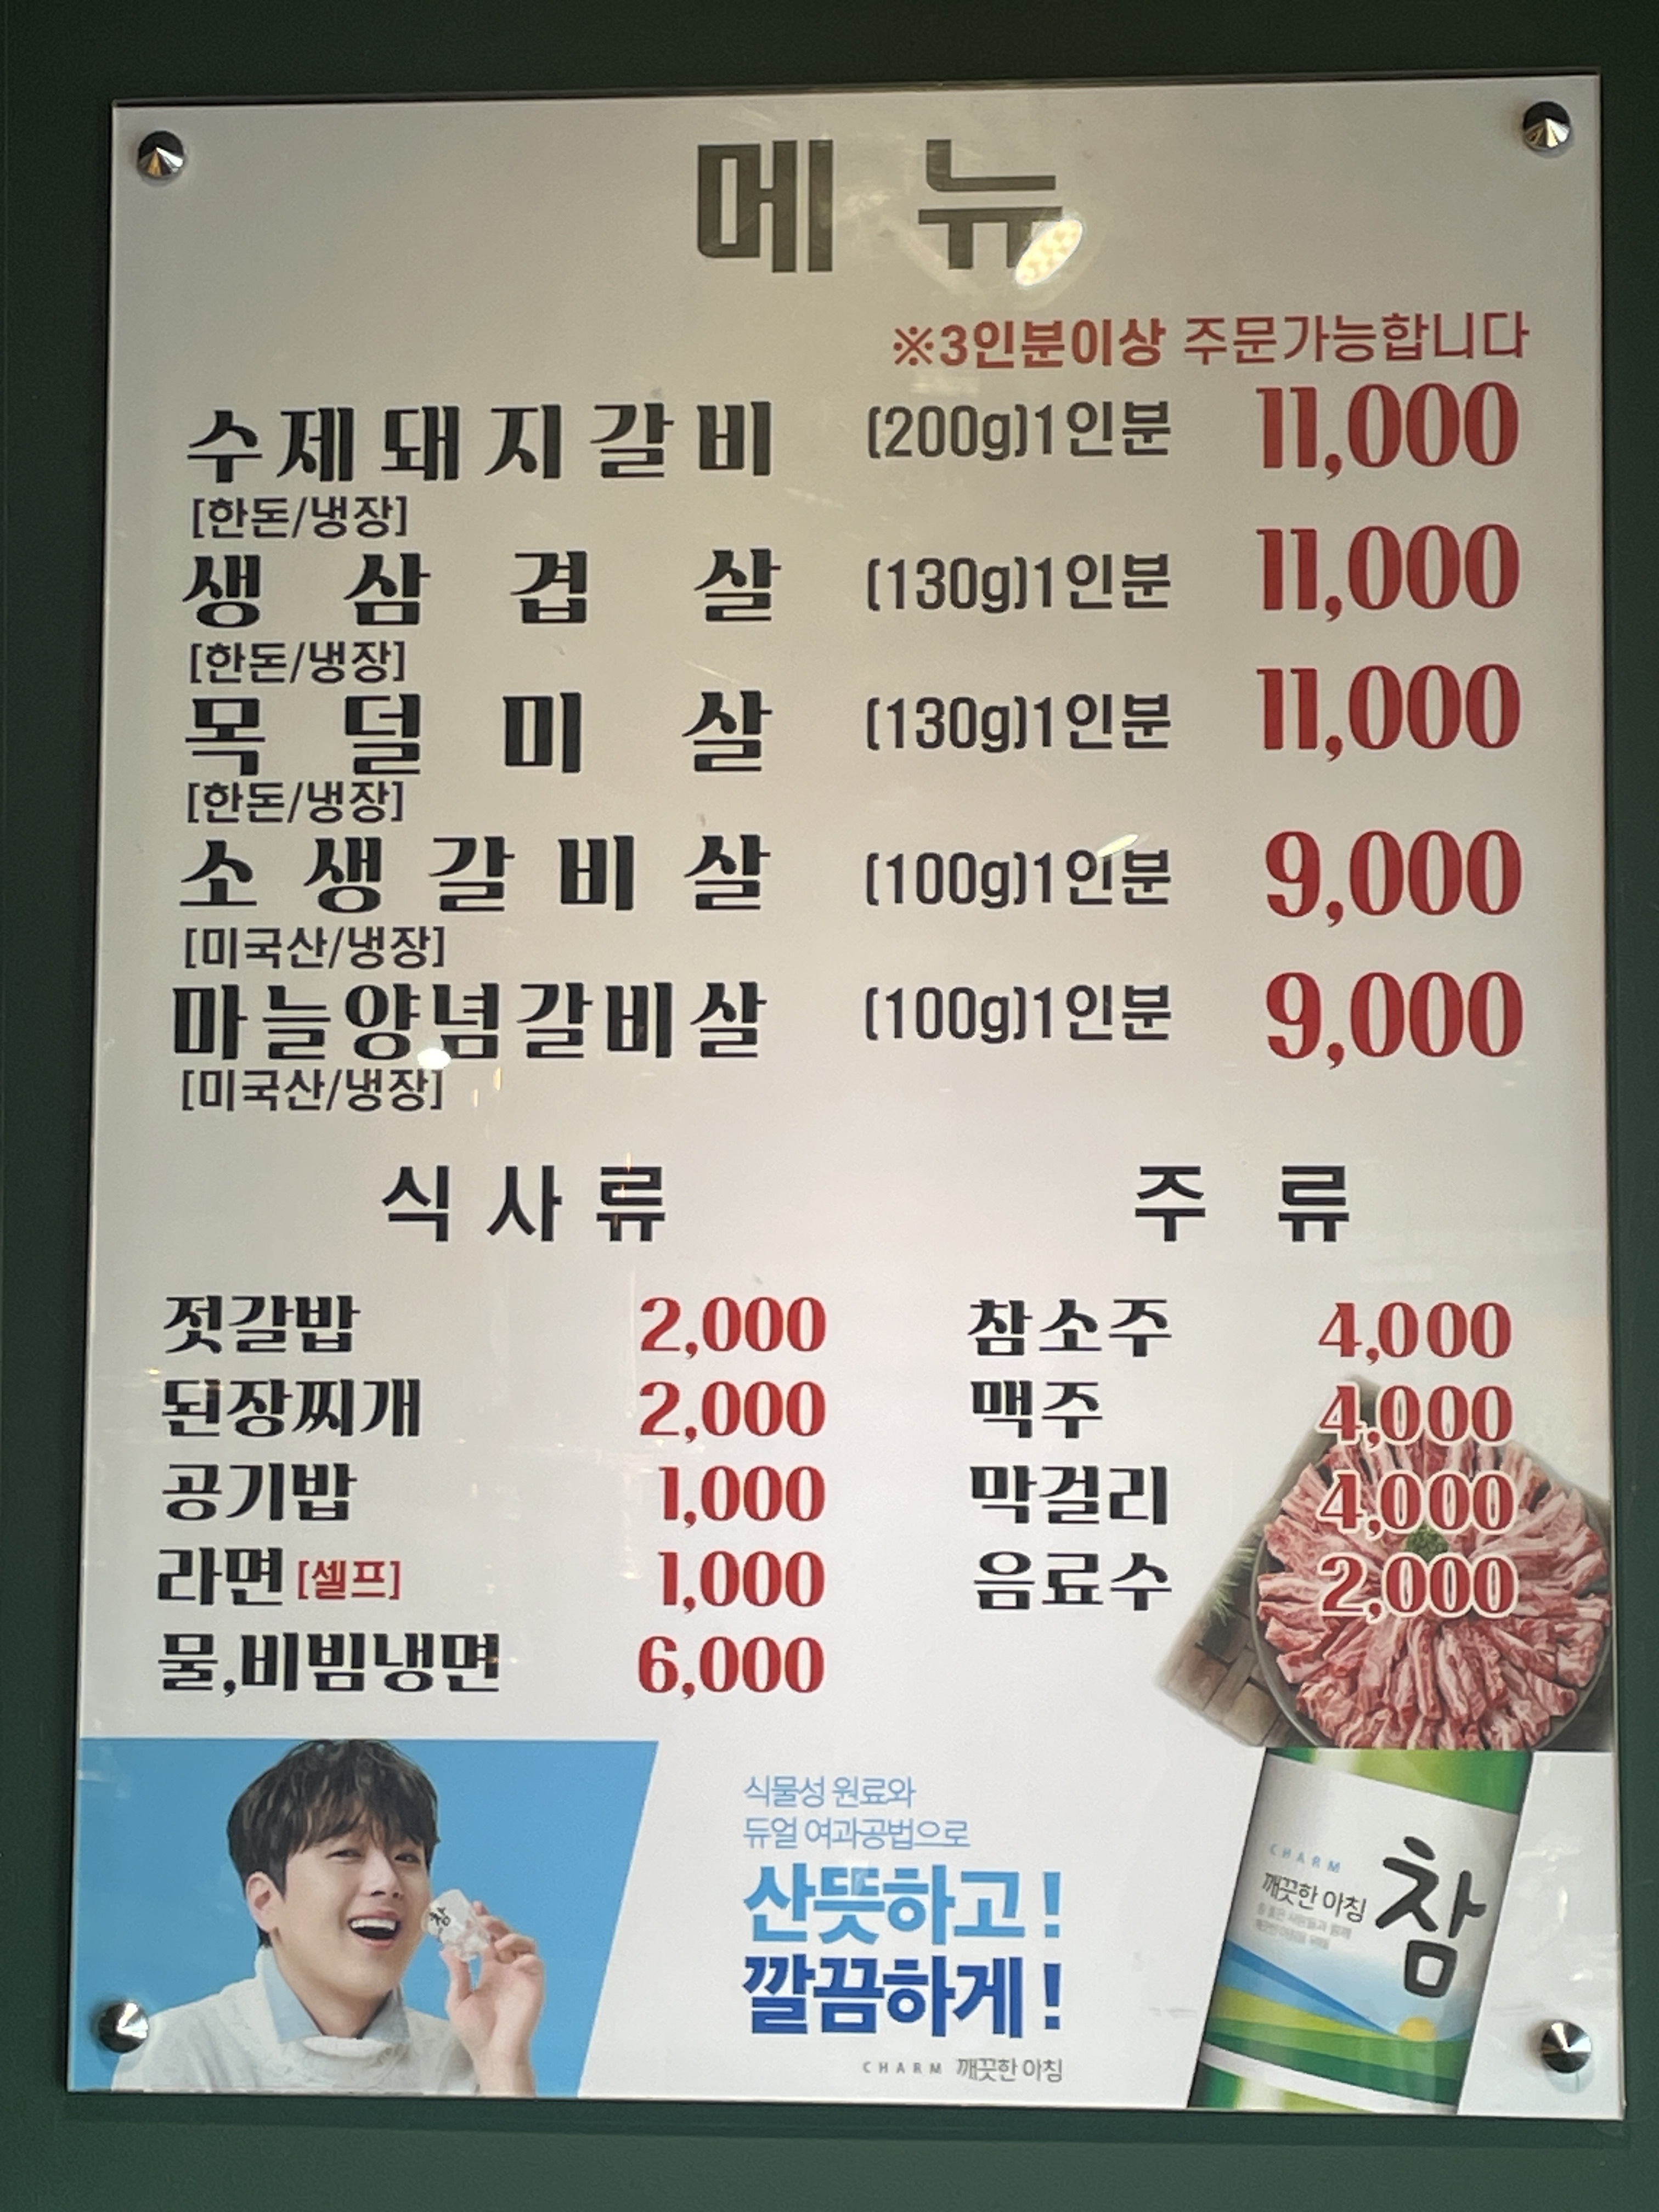 메뉴
※3인분이상 주문가능합니다
수제돼지갈비 (200g)1인분 11,000
[한돈/냉장]
생삼겹살 (130g)1인분 11,000
[한돈/냉장]
목덜미살 (130g)1인분 11,000
[한돈/냉장]
소생갈비살 (100g)1인분 9,000
[미국산/냉장]
마늘양념갈비살 (100g)1인분 9,000
[미국산/냉장]
식사류
젓갈밥 2,000
된장찌개 2,000
공기밥 1,000
라면[셀프] 1,000
물,비빔냉면 6,000
주류
참소주 4,000
맥주 4,000
막걸리 4,000
음료수 2,000
식물성 원료와
듀얼 여과공법으로
산뜻하고!
깔끔하게!
CHARM 깨끗한 아침
참
CHARM
깨끗한 아침
참